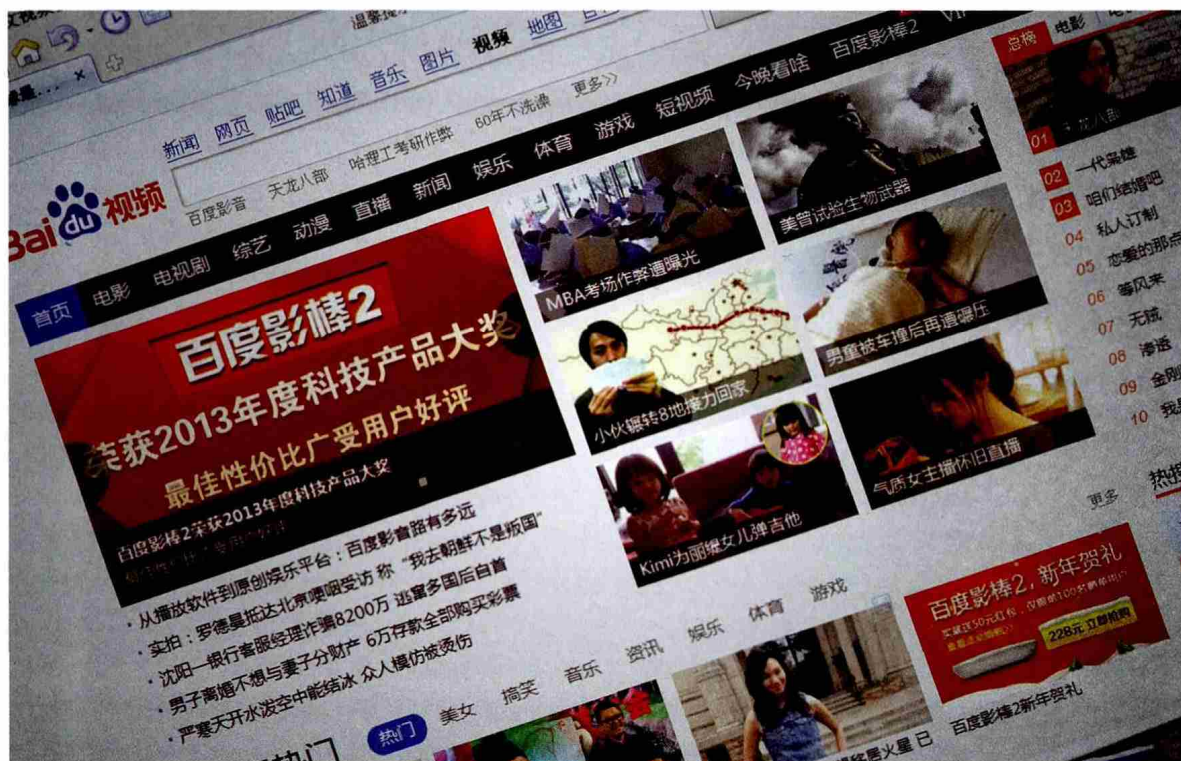 温馨提示
新闻 网页 贴吧 知道 音乐 图片 视频 地图
Baidu视频
百度影音 天龙八部 哈理工考研作弊 60年不洗澡 更多>>
首页 电影 电视剧 综艺 动漫 直播 新闻 娱乐 体育 游戏 短视频 今晚看啥 百度影棒2
百度影棒2
荣获2013年度科技产品大奖
最佳性价比广受用户好评
百度影棒2荣获2013年度科技产品大奖
从播放软件到原创娱乐平台：百度影音路有多远
实拍：罗德曼抵达北京哽咽受访 称“我去朝鲜不是叛国”
沈阳一银行客服经理诈骗8200万 逃窜多国后自首
男子离婚不想与妻子分财产 6万存款全部购买彩票
严寒天开水泼空中能结冰 众人模仿被烫伤
MBA考场作弊遭曝光
美曾试验生物武器
小伙辗转8地接力回家
男童被车撞后再遭碾压
Kimi为丽缇女儿弹吉他
气质女主播怀旧直播
总榜 电影
01 天龙八部
02 一代枭雄
03 咱们结婚吧
04 私人订制
05 恋爱的那点
06 等风来
07 无贼
08 渗透
09 金刚
10 我是
更多
热门 美女 搞笑 音乐 资讯 娱乐 体育 游戏
百度影棒2，新年贺礼
228元 立即抢购
百度影棒2新年贺礼
移居火星 已